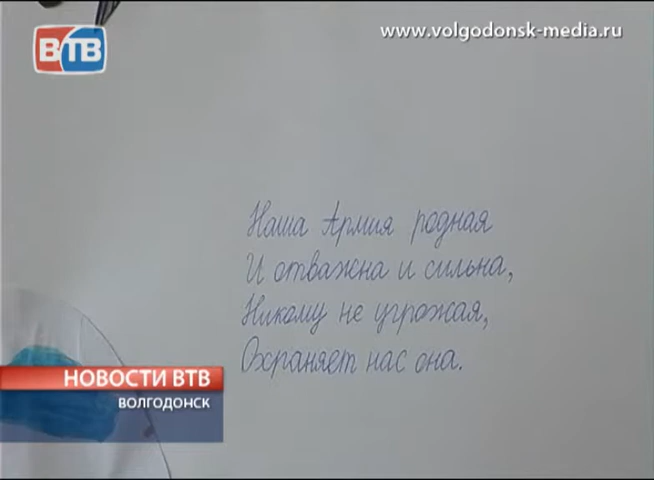 ВТВ
www.volgodonsk-media.ru
Наша Армия родная
И отважна и сильна,
Никому не угрожая,
Охраняет нас она.
НОВОСТИ ВТВ
ВОЛГОДОНСК